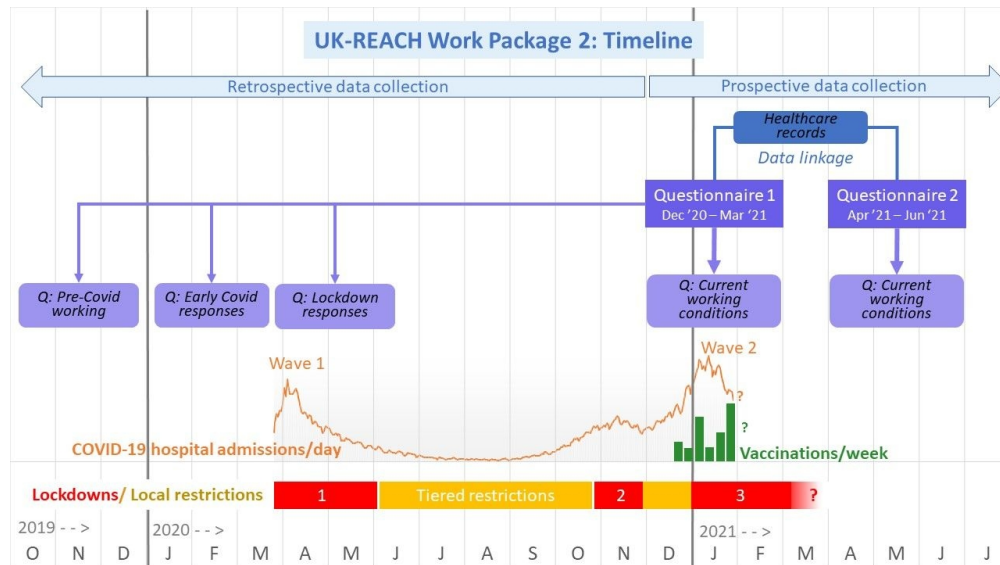 UK-REACH Work Package 2: Timeline
Retrospective data collection
Prospective data collection
Healthcare
records
Data linkage
Questionnaire 1
Dec '20 – Mar '21
Questionnaire 2
Apr '21 – Jun '21
Q: Pre-Covid
working
Q: Early Covid
responses
Q: Lockdown
responses
Q: Current
working
conditions
Q: Current
working
conditions
Wave 1
Wave 2
?
?
COVID-19 hospital admissions/day
Vaccinations/week
Lockdowns/ Local restrictions
1
Tiered restrictions
2
3
?
2019 - - >
2020 - - >
2021 - - >
O N D J F M A M J J A S O N D J F M A M J J